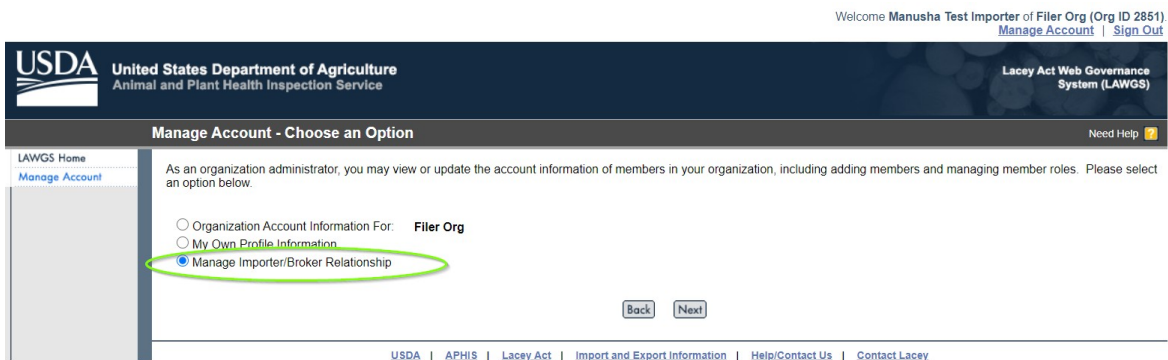 Welcome Manusha Test Importer of Filer Org (Org ID 2851).
Manage Account | Sign Out
USDA
United States Department of Agriculture
Animal and Plant Health Inspection Service
Lacey Act Web Governance
System (LAWGS)
Manage Account - Choose an Option
Need Help ?
LAWGS Home
Manage Account
As an organization administrator, you may view or update the account information of members in your organization, including adding members and managing member roles. Please select
an option below.
Organization Account Information For: Filer Org
My Own Profile Information
Manage Importer/Broker Relationship
Back Next
USDA | APHIS | Lacey Act | Import and Export Information | Help/Contact Us | Contact Lacey